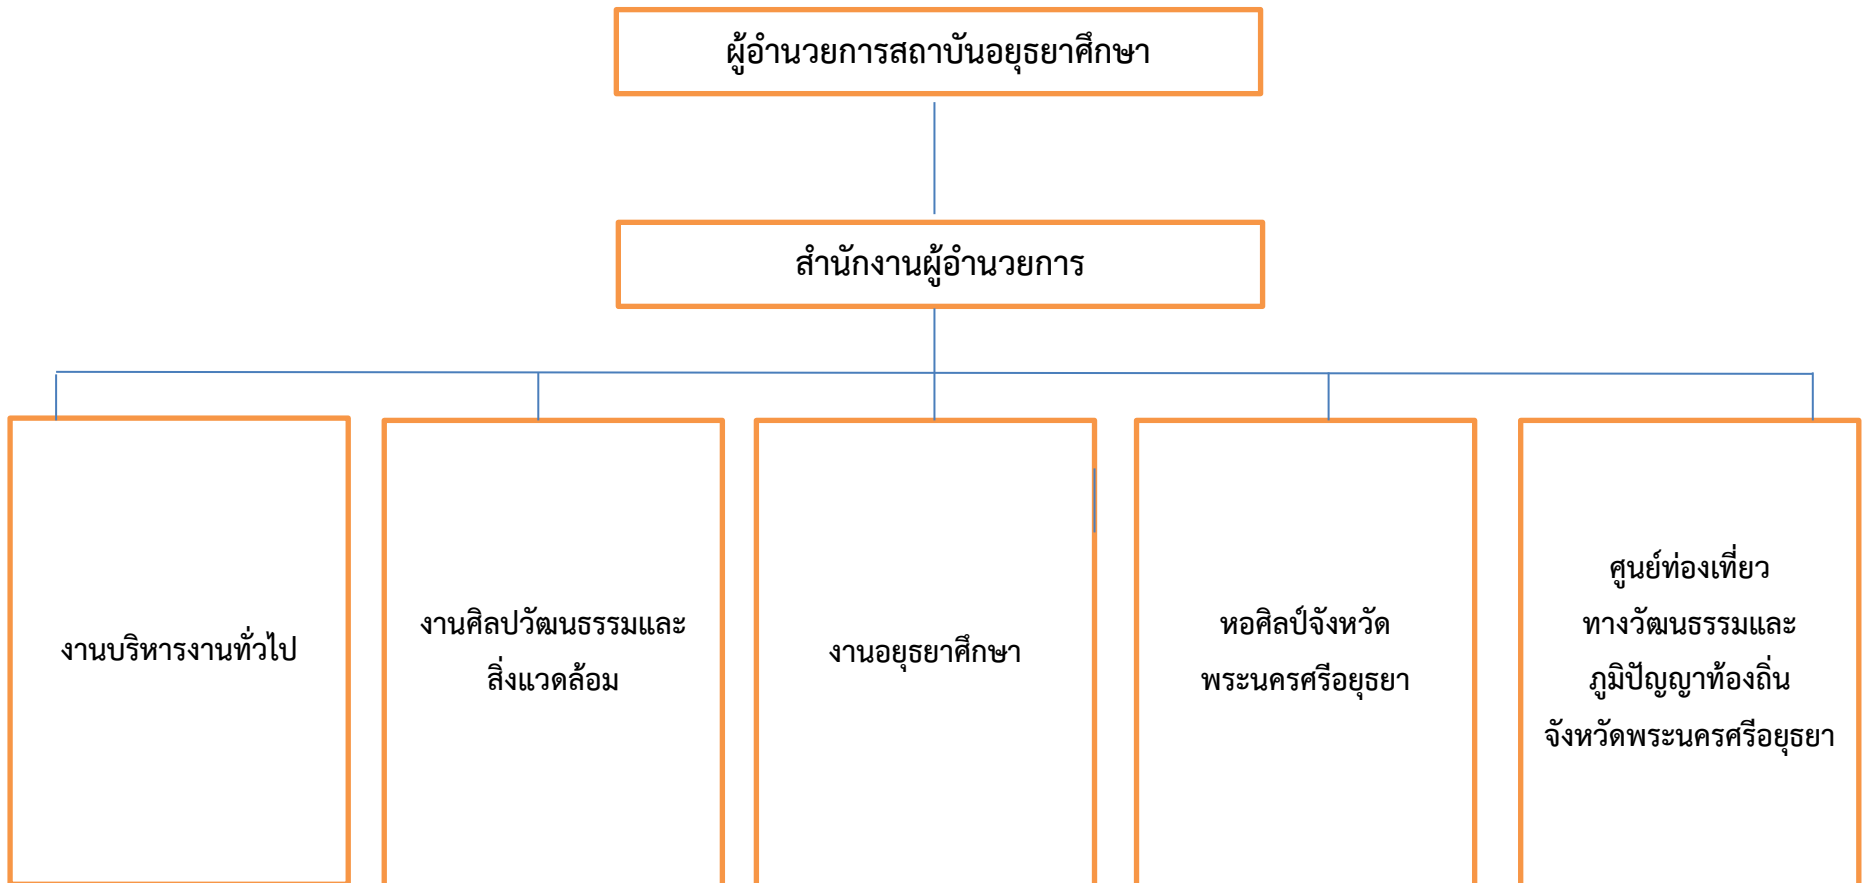 ผู้อำนวยการสถาบันอยุธยาศึกษา
สำนักงานผู้อำนวยการ
งานบริหารงานทั่วไป
งานศิลปวัฒนธรรมและ
สิ่งแวดล้อม
งานอยุธยาศึกษา
หอศิลป์จังหวัด
พระนครศรีอยุธยา
ศูนย์ท่องเที่ยว
ทางวัฒนธรรมและ
ภูมิปัญญาท้องถิ่น
จังหวัดพระนครศรีอยุธยา